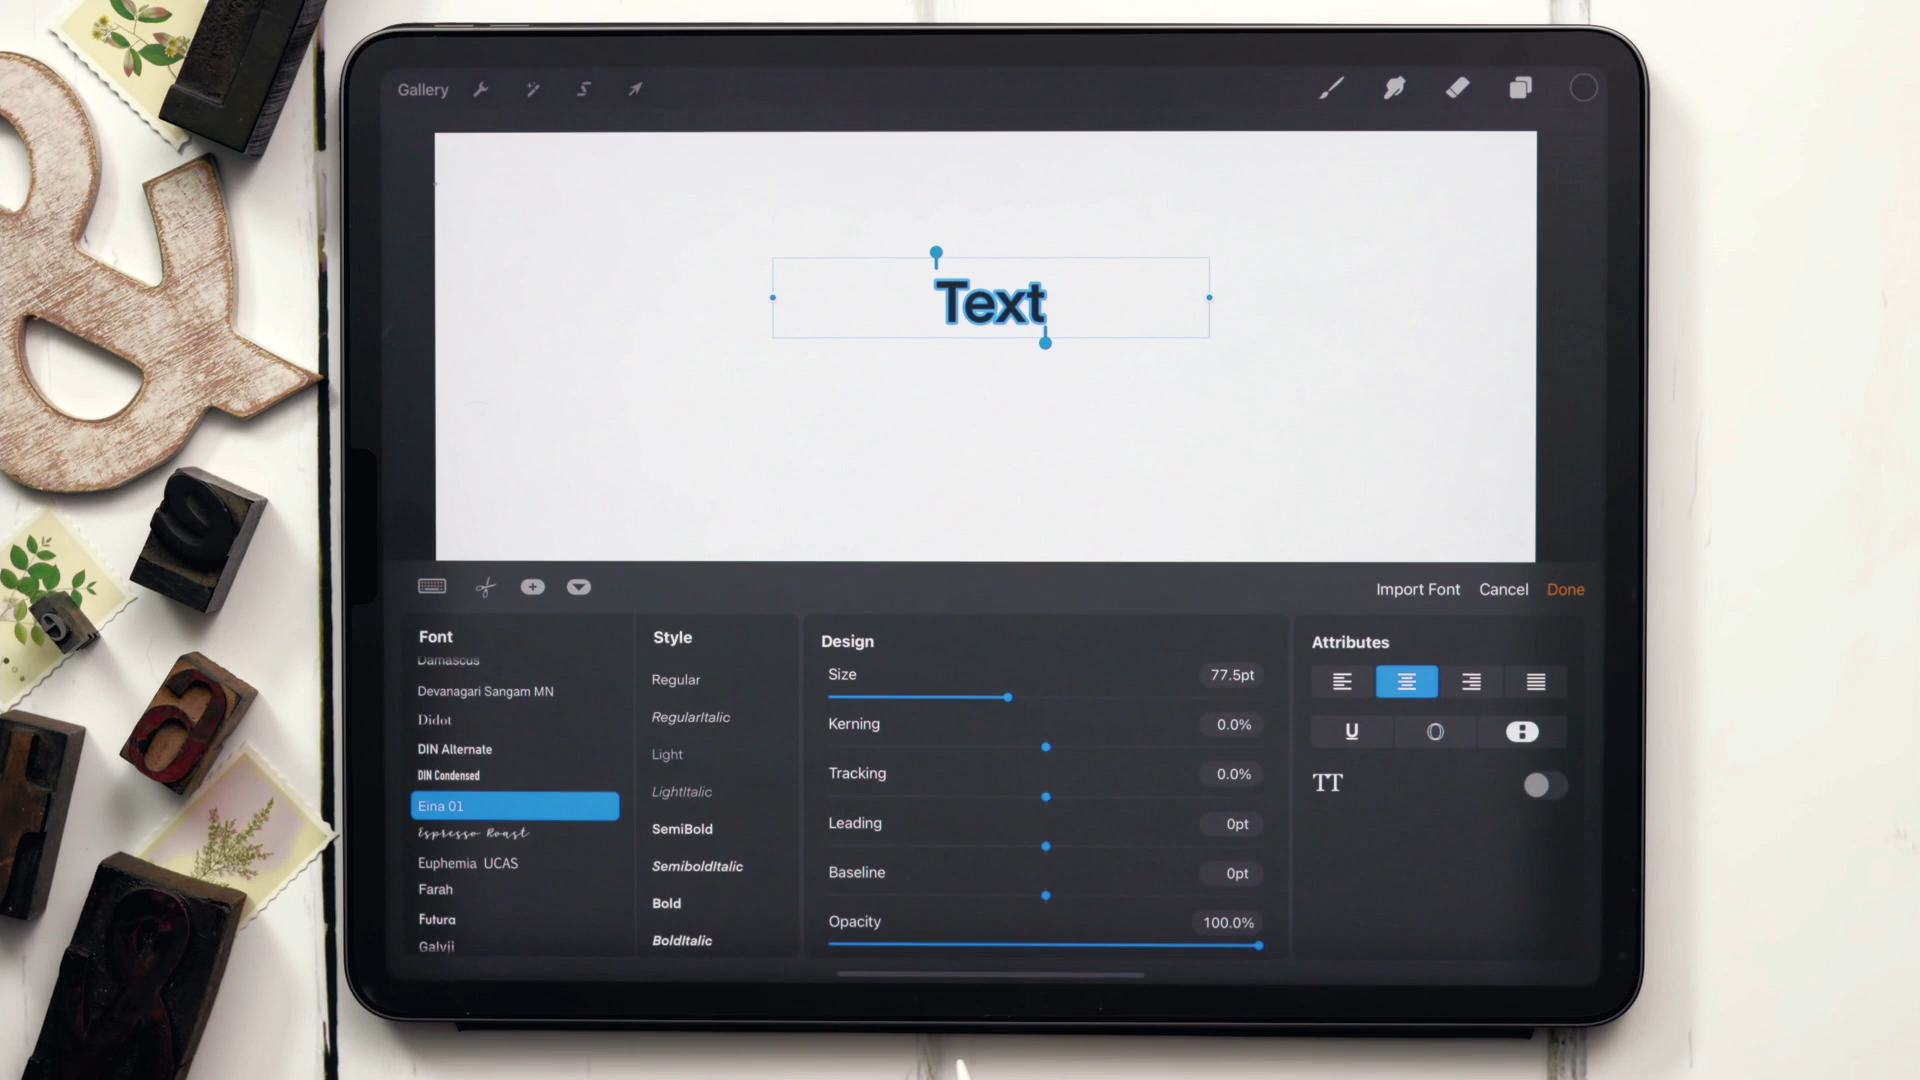 Gallery
Text
Import Font Cancel Done
Font
Damascus
Devanagari Sangam MN
Didot
DIN Alternate
DIN Condensed
Eina 01
Espresso Roast
Euphemia UCAS
Farah
Futura
Galvji
Style
Regular
RegularItalic
Light
LightItalic
SemiBold
SemiboldItalic
Bold
BoldItalic
Design
Size 77.5pt
Kerning 0.0%
Tracking 0.0%
Leading 0pt
Baseline 0pt
Opacity 100.0%
Attributes
U O
TT
&
e
e
a